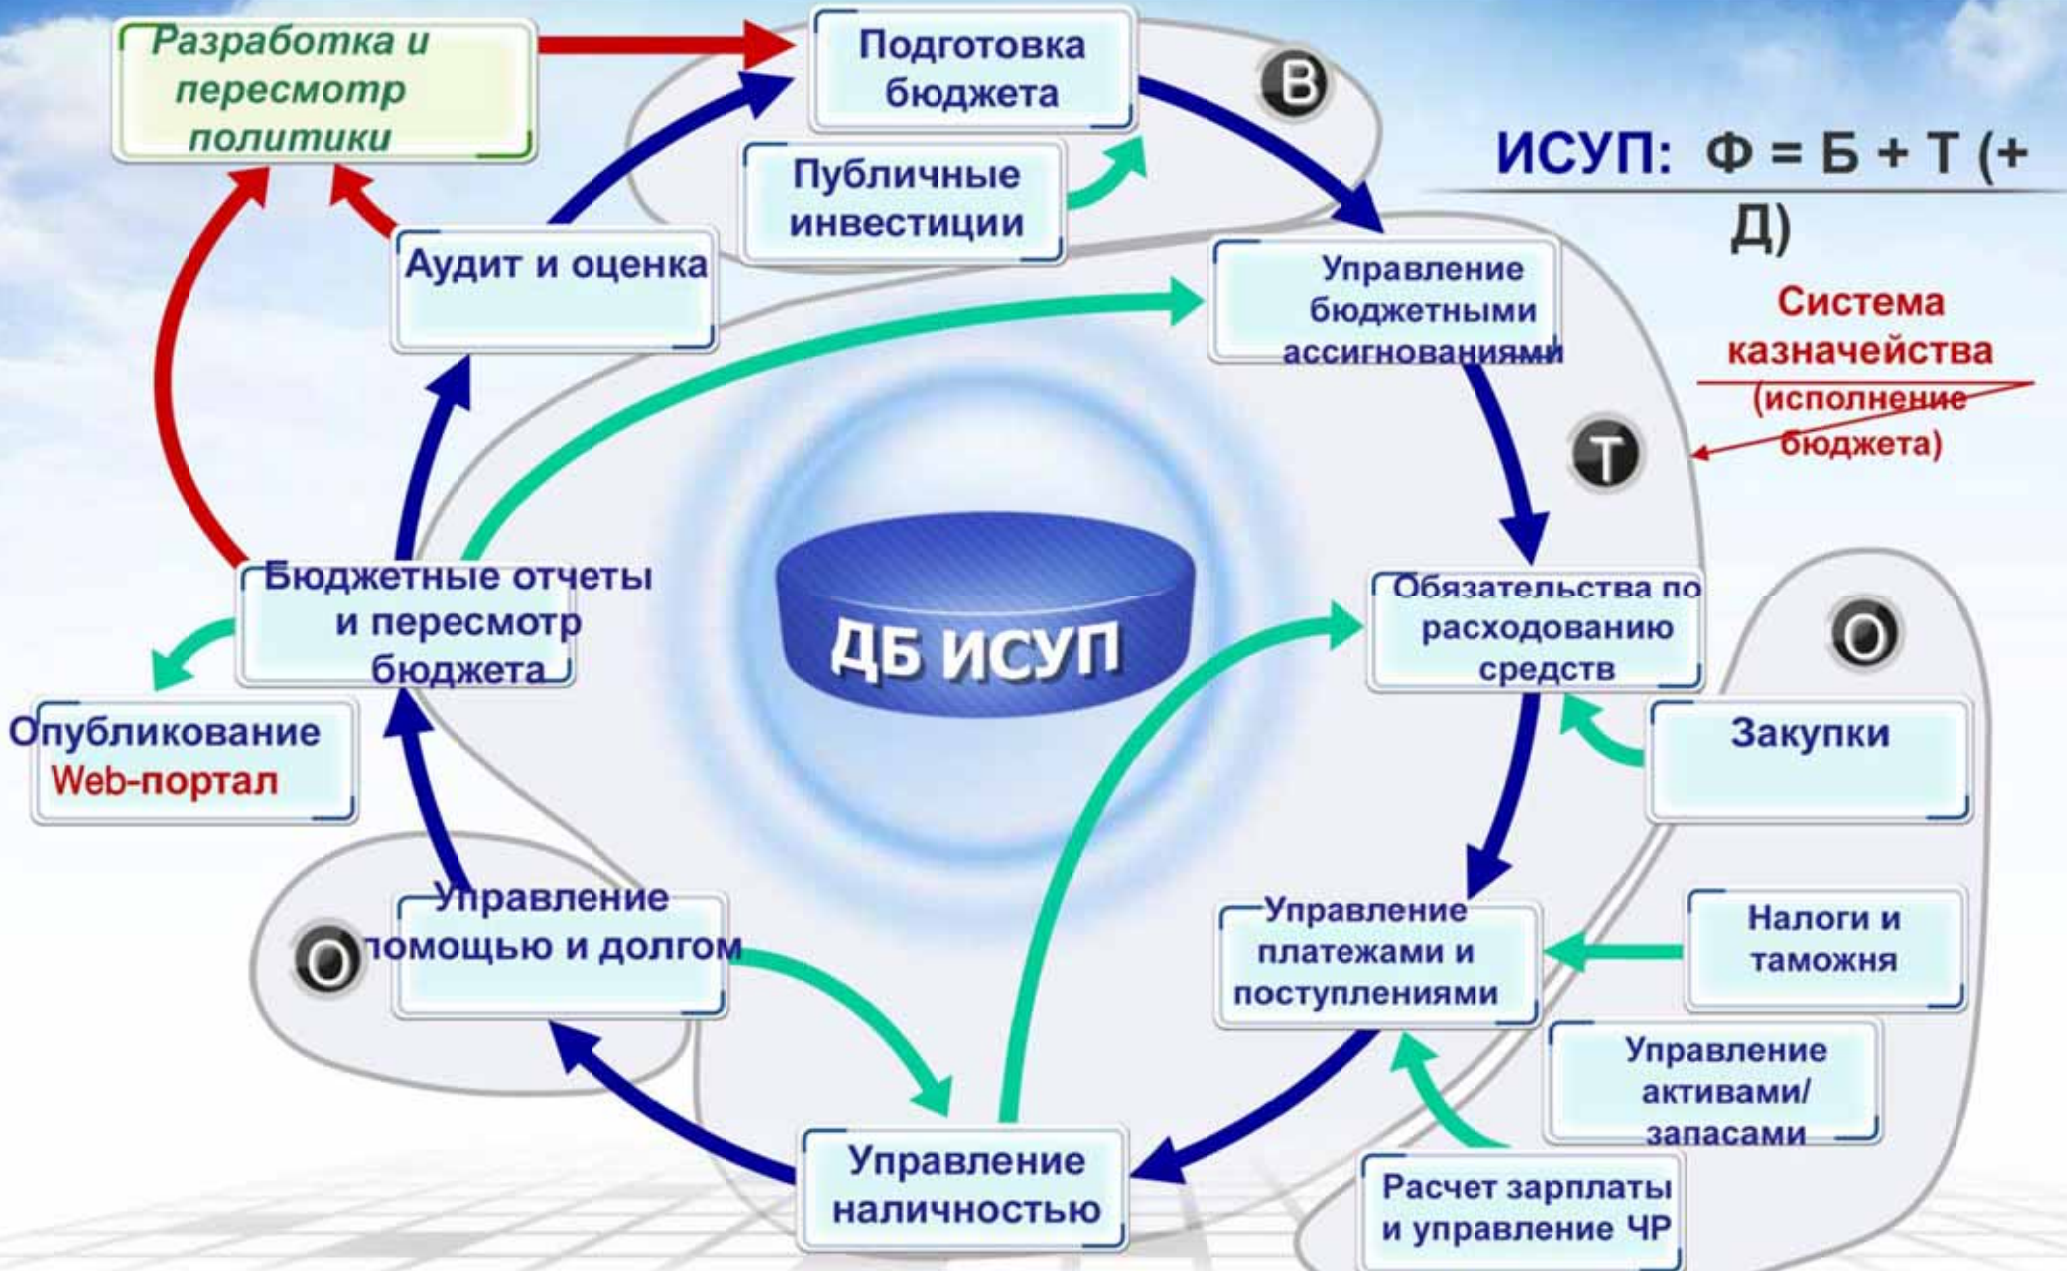 Разработка и
пересмотр
политики
Подготовка
бюджета
В
Публичные
инвестиции
ИСУП: Ф = Б + Т (+
Д)
Аудит и оценка
Управление
бюджетными
ассигнованиями
Система
казначейства
(исполнение
бюджета)
Т
Бюджетные отчеты
и пересмотр
бюджета
ДБ ИСУП
Обязательства по
расходованию
средств
О
Опубликование
Web-портал
Закупки
Управление
помощью и долгом
О
Управление
платежами и
поступлениями
Налоги и
таможня
Управление
активами/
запасами
Управление
наличностью
Расчет зарплаты
и управление ЧР